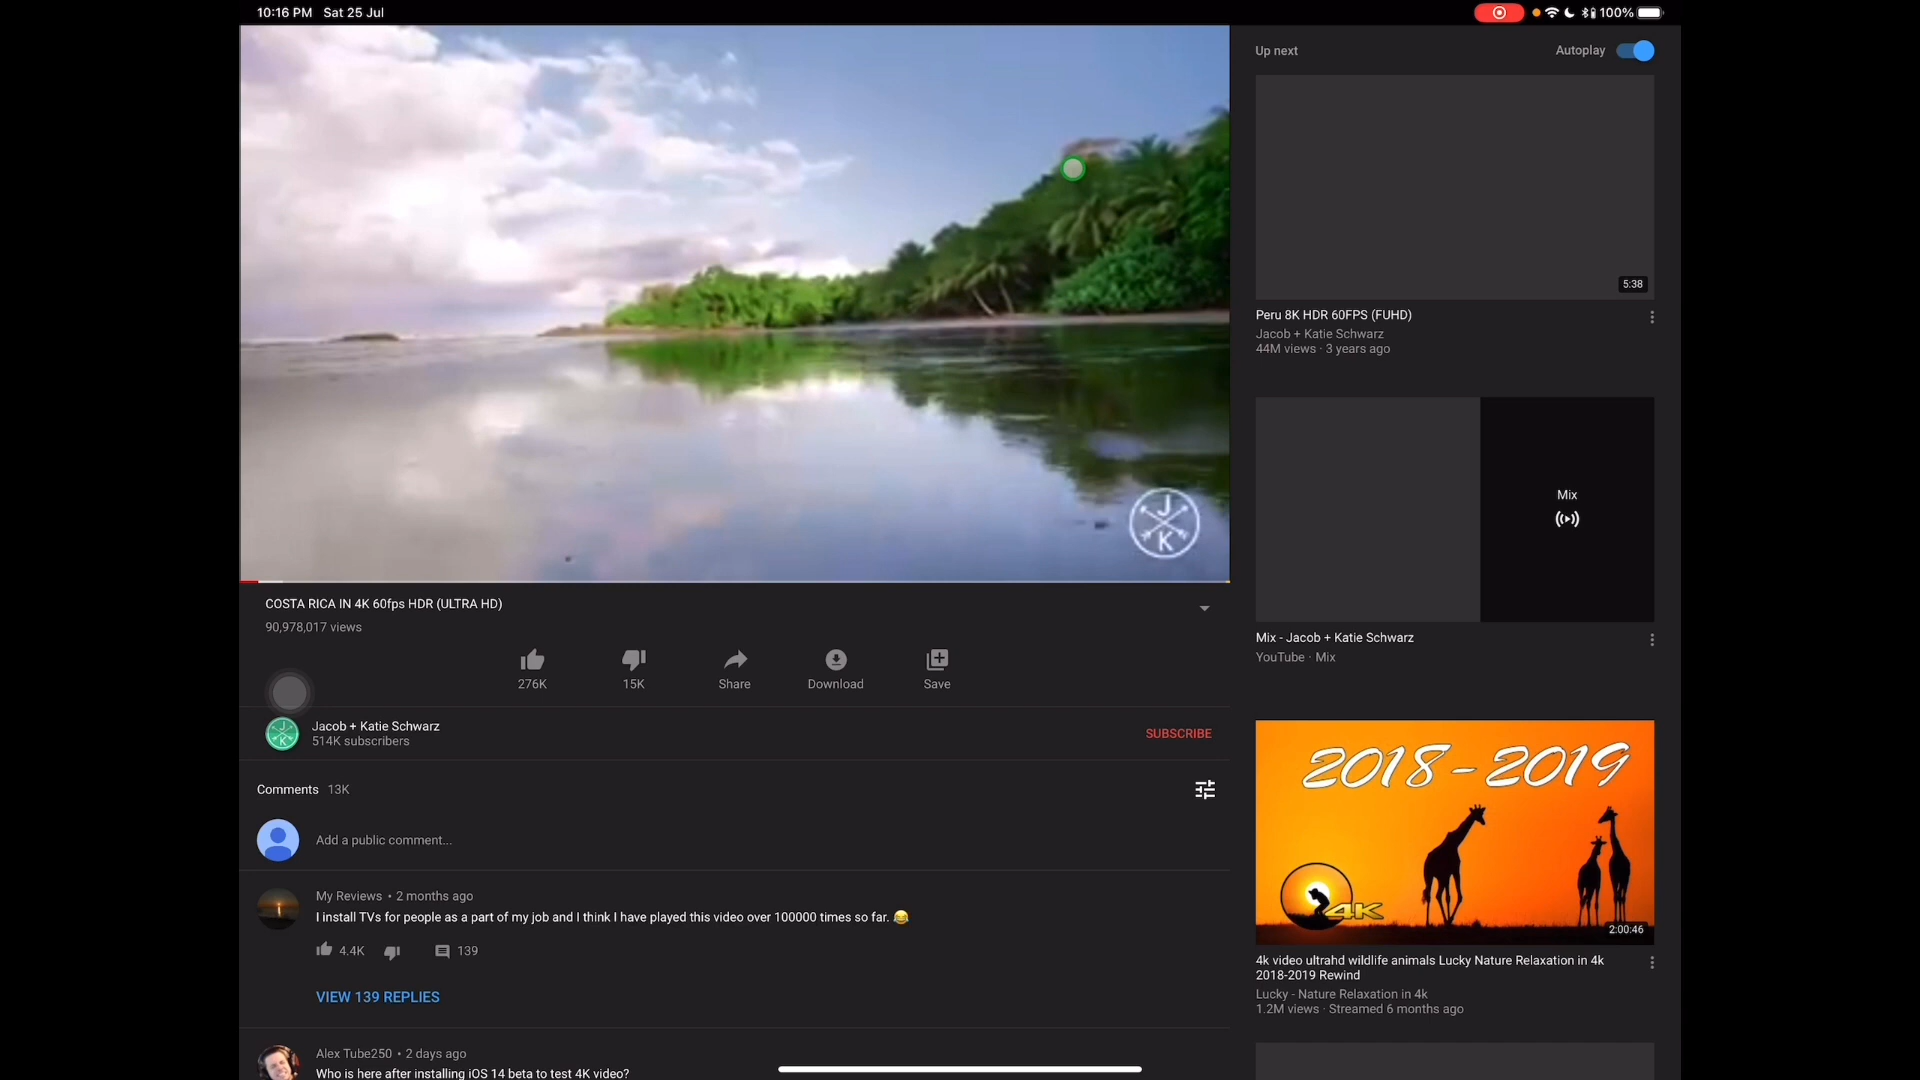 10:16 PM Sat 25 Jul
100%
J
K
COSTA RICA IN 4K 60fps HDR (ULTRA HD)
90,978,017 views
276K
15K
Share
Download
Save
Jacob + Katie Schwarz
514K subscribers
SUBSCRIBE
Comments 13K
Add a public comment...
My Reviews • 2 months ago
I install TVs for people as a part of my job and I think I have played this video over 100000 times so far. 😂
4.4K
139
VIEW 139 REPLIES
Alex Tube250 • 2 days ago
Who is here after installing iOS 14 beta to test 4K video?
Up next
Autoplay
5:38
Peru 8K HDR 60FPS (FUHD)
Jacob + Katie Schwarz
44M views · 3 years ago
Mix
Mix - Jacob + Katie Schwarz
YouTube · Mix
2018-2019
4K
2:00:46
4k video ultrahd wildlife animals Lucky Nature Relaxation in 4k
2018-2019 Rewind
Lucky - Nature Relaxation in 4k
1.2M views · Streamed 6 months ago